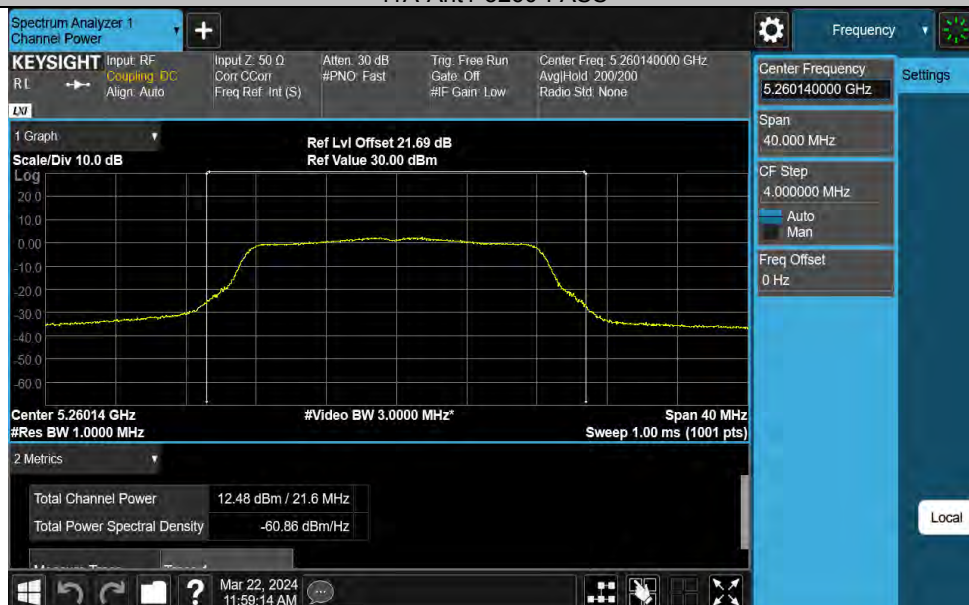 Spectrum Analyzer 1
Channel Power
Frequency
KEYSIGHT
Input: RF
Coupling: DC
Align: Auto
RL
LXI
Input Z: 50 Ω
Corr CCorr
Freq Ref: Int (S)
Atten: 30 dB
#PNO: Fast
Trig: Free Run
Gate: Off
#IF Gain: Low
Center Freq: 5.260140000 GHz
Avg|Hold: 200/200
Radio Std: None
Center Frequency
5.260140000 GHz
Settings
Span
40.000 MHz
CF Step
4.000000 MHz
Auto
Man
Freq Offset
0 Hz
1 Graph
Scale/Div 10.0 dB
Ref Lvl Offset 21.69 dB
Ref Value 30.00 dBm
Log
20.0
10.0
0.00
-10.0
-20.0
-30.0
-40.0
-50.0
-60.0
Center 5.26014 GHz
#Video BW 3.0000 MHz*
Span 40 MHz
#Res BW 1.0000 MHz
Sweep 1.00 ms (1001 pts)
2 Metrics
Total Channel Power 12.48 dBm / 21.6 MHz
Total Power Spectral Density -60.86 dBm/Hz
Local
Mar 22, 2024
11:59:14 AM